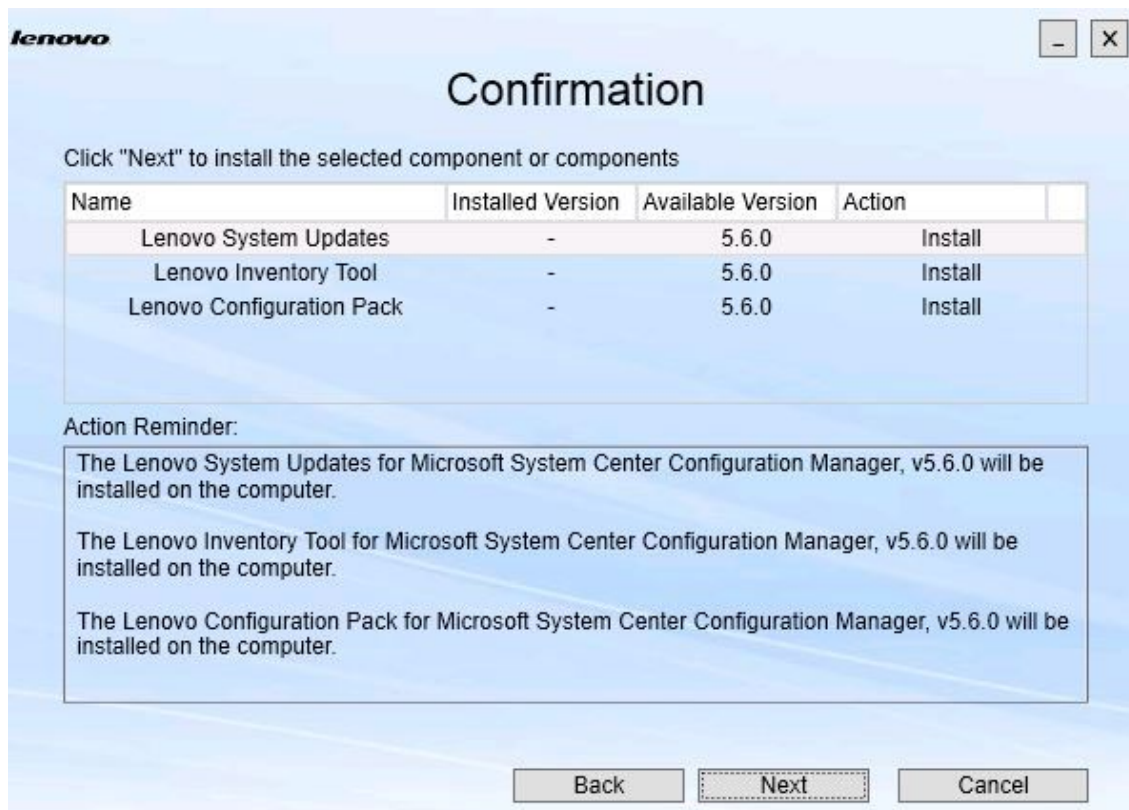 lenovo
Confirmation
Click "Next" to install the selected component or components
Name Installed Version Available Version Action
Lenovo System Updates - 5.6.0 Install
Lenovo Inventory Tool - 5.6.0 Install
Lenovo Configuration Pack - 5.6.0 Install
Action Reminder:
The Lenovo System Updates for Microsoft System Center Configuration Manager, v5.6.0 will be
installed on the computer.
The Lenovo Inventory Tool for Microsoft System Center Configuration Manager, v5.6.0 will be
installed on the computer.
The Lenovo Configuration Pack for Microsoft System Center Configuration Manager, v5.6.0 will be
installed on the computer.
Back Next Cancel